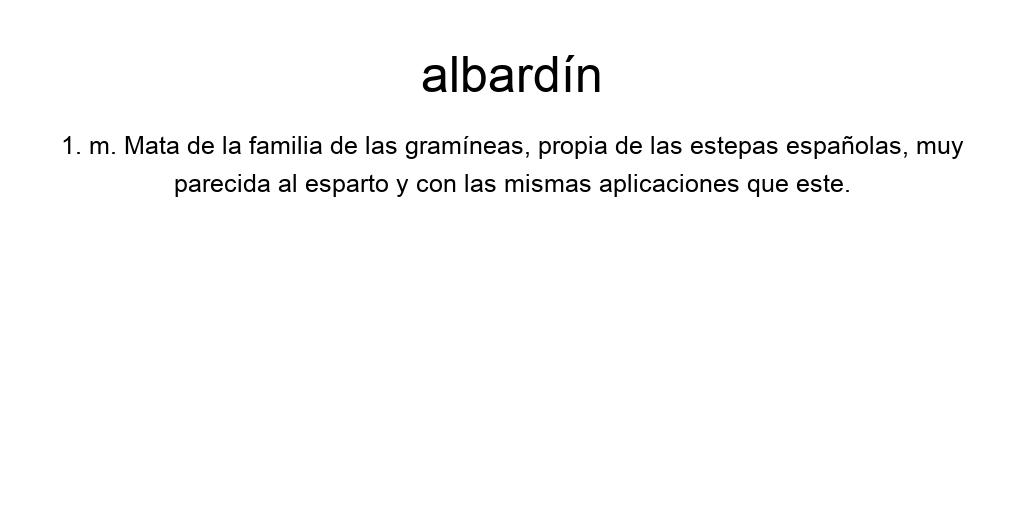 albardín
1. m. Mata de la familia de las gramíneas, propia de las estepas españolas, muy
parecida al esparto y con las mismas aplicaciones que este.